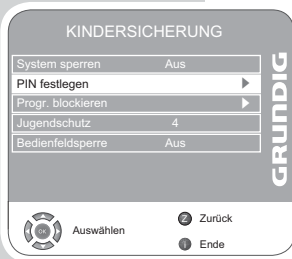 KINDERSICHERUNG
System sperren Aus
PIN festlegen
Progr. blockieren
Jugendschutz 4
Bedienfeldsperre Aus
GRUNDIG
OK Auswählen
Z Zurück
i Ende